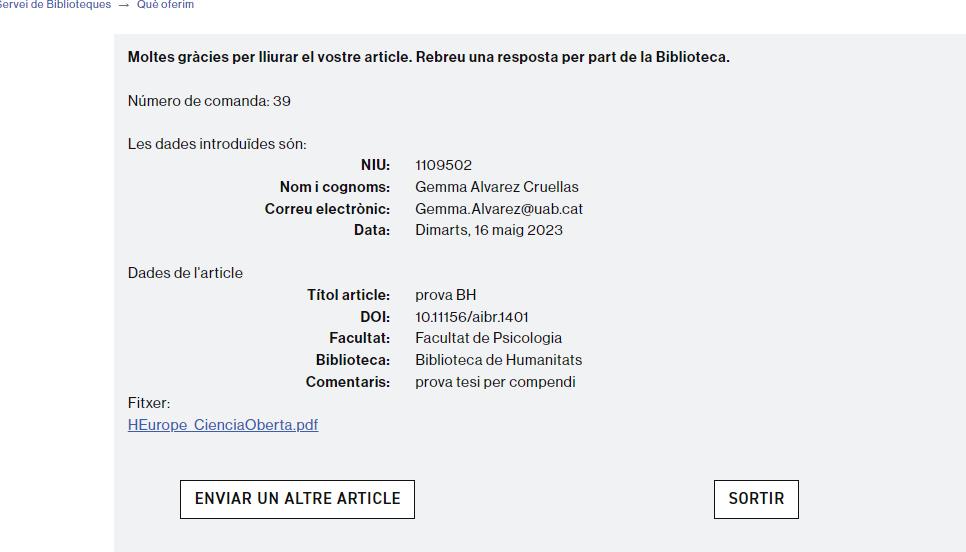 Servei de Biblioteques → Què oferim
Moltes gràcies per lliurar el vostre article. Rebreu una resposta per part de la Biblioteca.
Número de comanda: 39
Les dades introduïdes són:
NIU: 1109502
Nom i cognoms: Gemma Alvarez Cruellas
Correu electrònic: Gemma.Alvarez@uab.cat
Data: Dimarts, 16 maig 2023
Dades de l'article
Títol article: prova BH
DOI: 10.11156/aibr.1401
Facultat: Facultat de Psicologia
Biblioteca: Biblioteca de Humanitats
Comentaris: prova tesi per compendi
Fitxer:
HEurope_CienciaOberta.pdf
ENVIAR UN ALTRE ARTICLE SORTIR